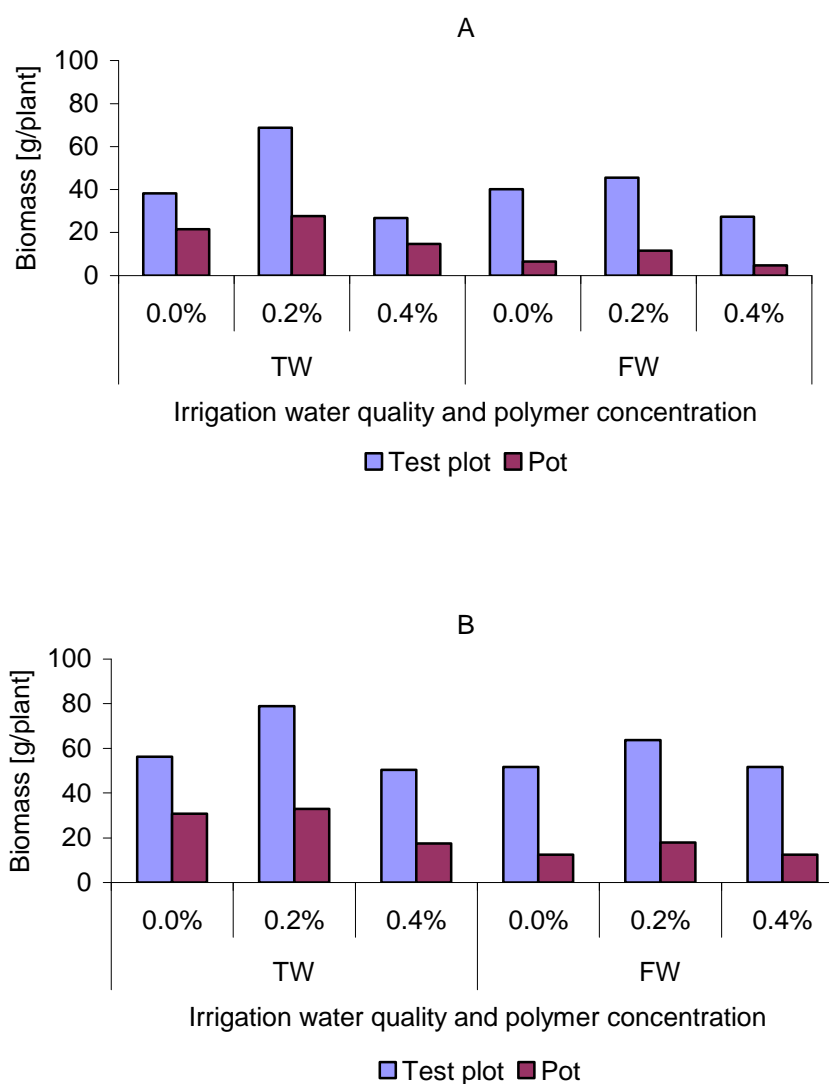 A
Biomass [g/plant]
100
80
60
40
20
0
0.0% 0.2% 0.4% 0.0% 0.2% 0.4%
TW FW
Irrigation water quality and polymer concentration
Test plot Pot
B
Biomass [g/plant]
100
80
60
40
20
0
0.0% 0.2% 0.4% 0.0% 0.2% 0.4%
TW FW
Irrigation water quality and polymer concentration
Test plot Pot